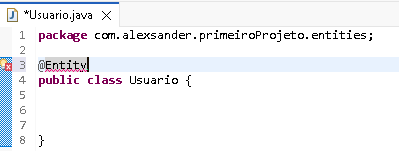 *Usuario.java
1 package com.alexsander.primeiroProjeto.entities;
2
3 @Entity
4 public class Usuario {
5
6
7
8 }